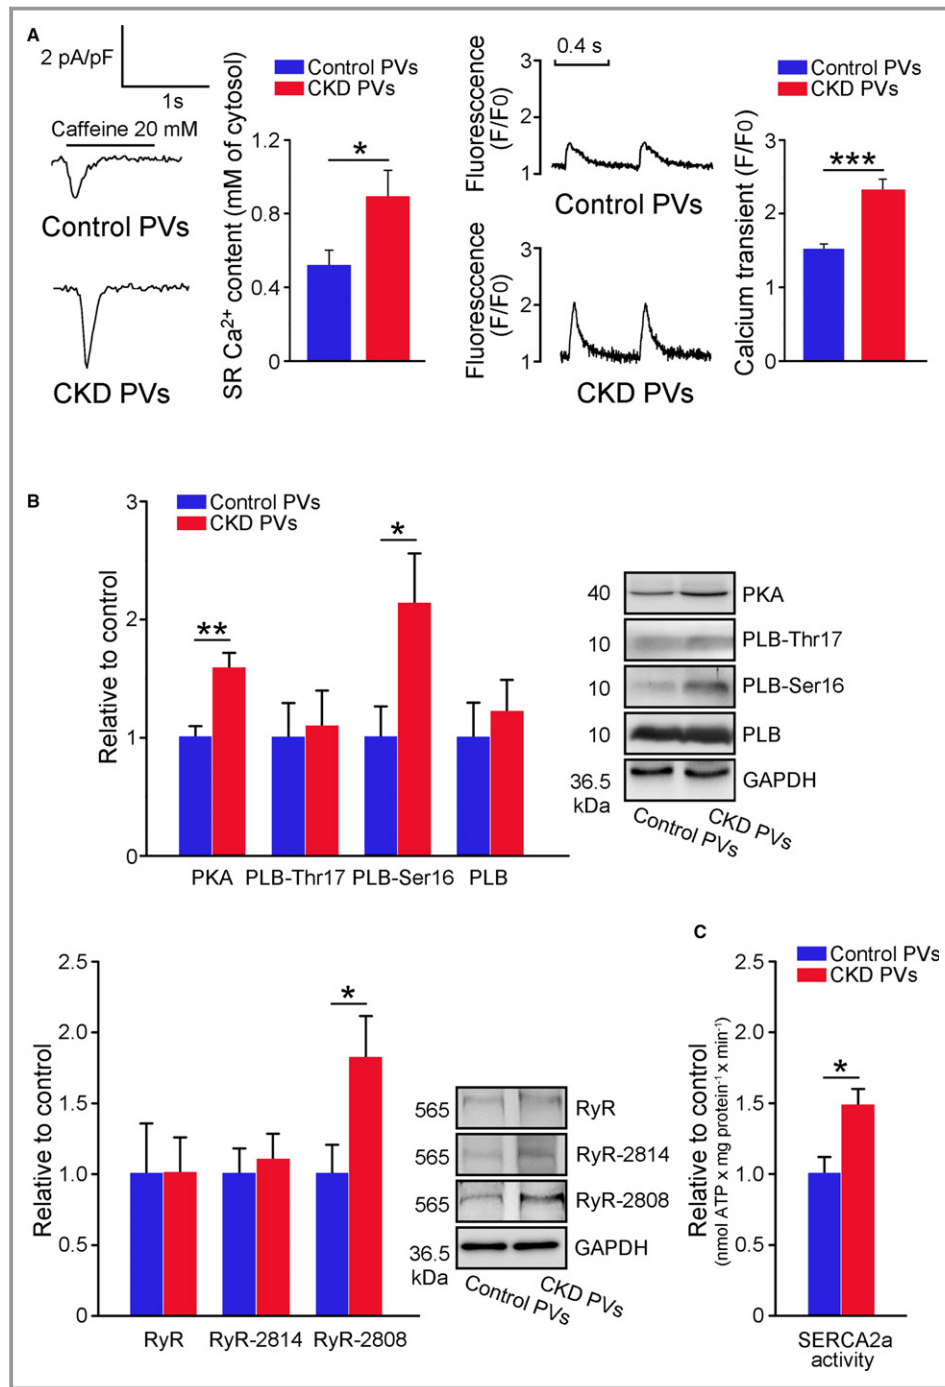 A
2 pA/pF
1s
Caffeine 20 mM
Control PVs
CKD PVs
Control PVs
CKD PVs
SR Ca²⁺ content (mM of cytosol)
1.2
0.8
0.4
0
*
0.4 s
Fluoresccence
(F/F0)
3
2
1
Control PVs
Fluoresccence
(F/F0)
3
2
1
CKD PVs
Control PVs
CKD PVs
Calcium transient (F/F0)
3
2
1
0
***
B
Control PVs
CKD PVs
Relative to control
3
2
1
0
**
*
PKA PLB-Thr17 PLB-Ser16 PLB
40 PKA
10 PLB-Thr17
10 PLB-Ser16
10 PLB
36.5 GAPDH
kDa
Control PVs
CKD PVs
Relative to control
2.5
2.0
1.5
1.0
0.5
0
*
RyR RyR-2814 RyR-2808
565 RyR
565 RyR-2814
565 RyR-2808
36.5 GAPDH
kDa
Control PVs
CKD PVs
C
Control PVs
CKD PVs
Relative to control
(nmol ATP x mg protein⁻¹ x min⁻¹)
2.5
2.0
1.5
1.0
0.5
0
*
SERCA2a
activity